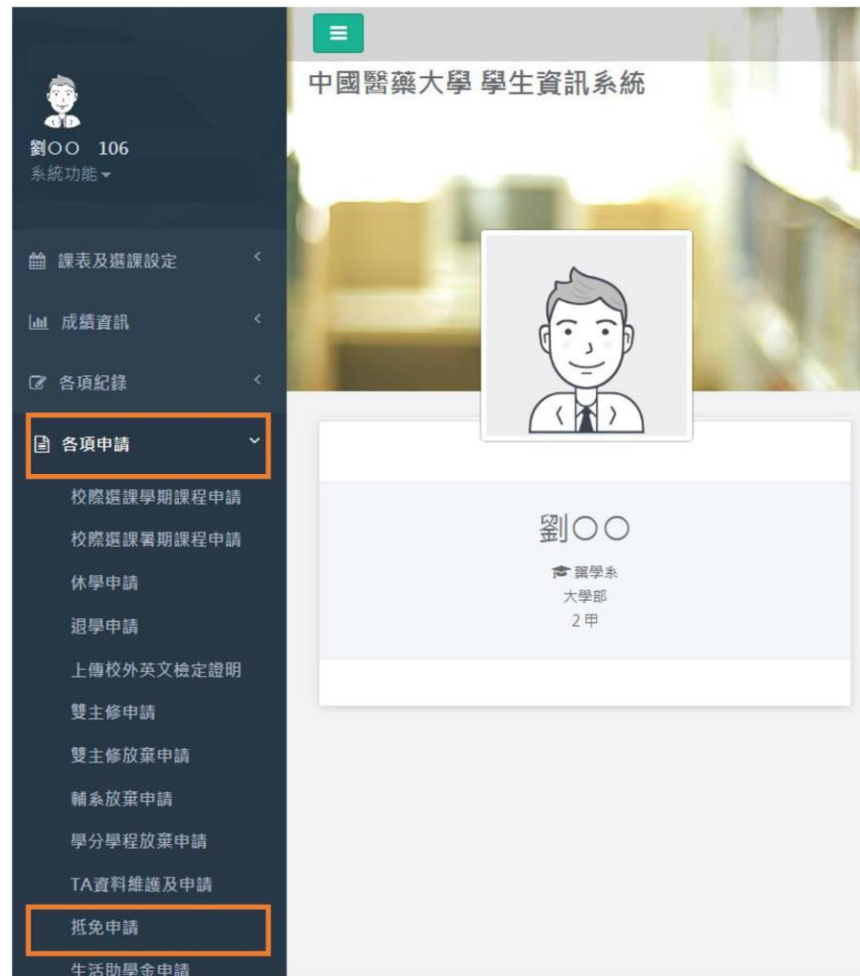 中國醫藥大學 學生資訊系統
劉〇〇 106
系統功能
課表及選課設定
成績資訊
各項紀錄
各項申請
校際選課學期課程申請
校際選課暑期課程申請
休學申請
退學申請
上傳校外英文檢定證明
雙主修申請
雙主修放棄申請
輔系放棄申請
學分學程放棄申請
TA資料維護及申請
抵免申請
生活助學金申請
劉〇〇
藥學系
大學部
2 甲